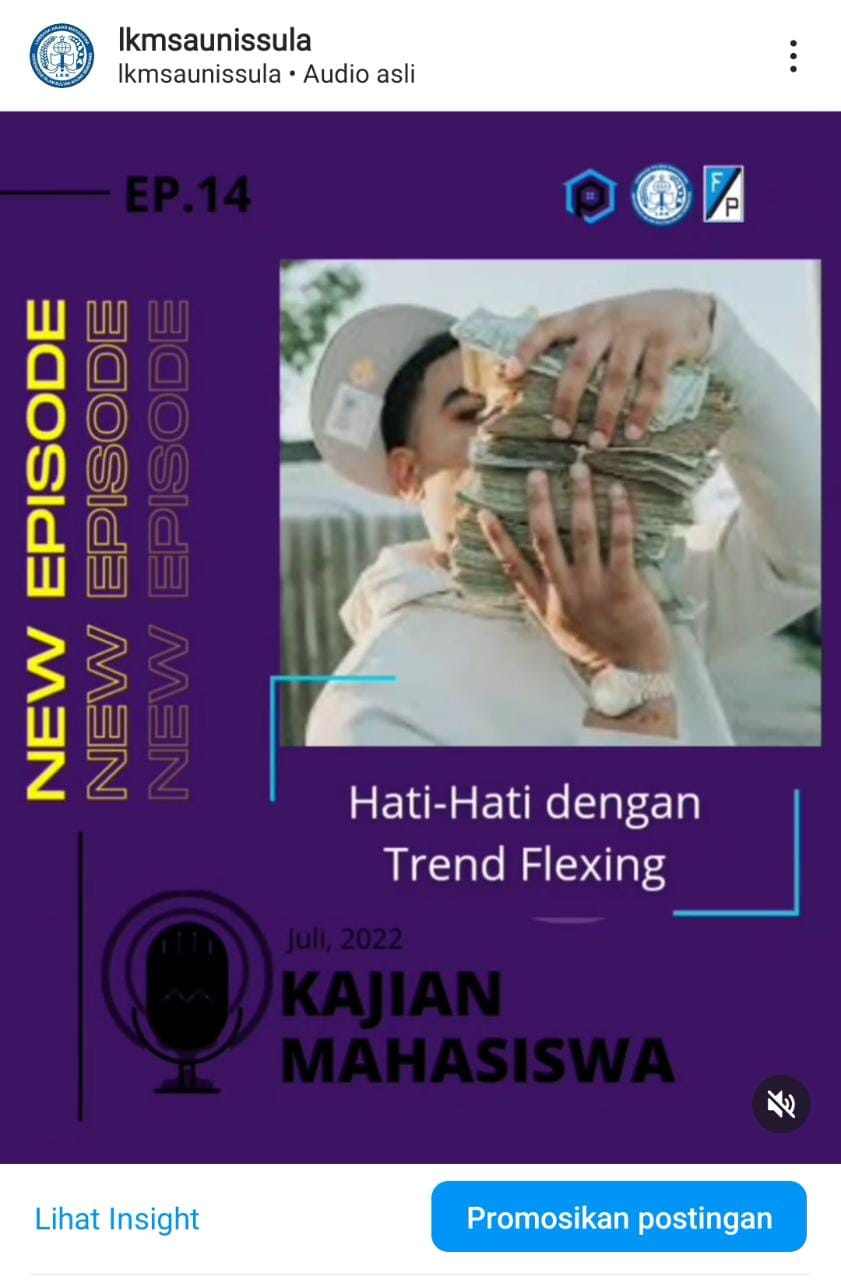 lkmsaunissula
lkmsaunissula • Audio asli
EP.14
F
P
NEW EPISODE
NEW EPISODE
NEW EPISODE
Hati-Hati dengan
Trend Flexing
Juli, 2022
KAJIAN
MAHASISWA
Lihat Insight
Promosikan postingan